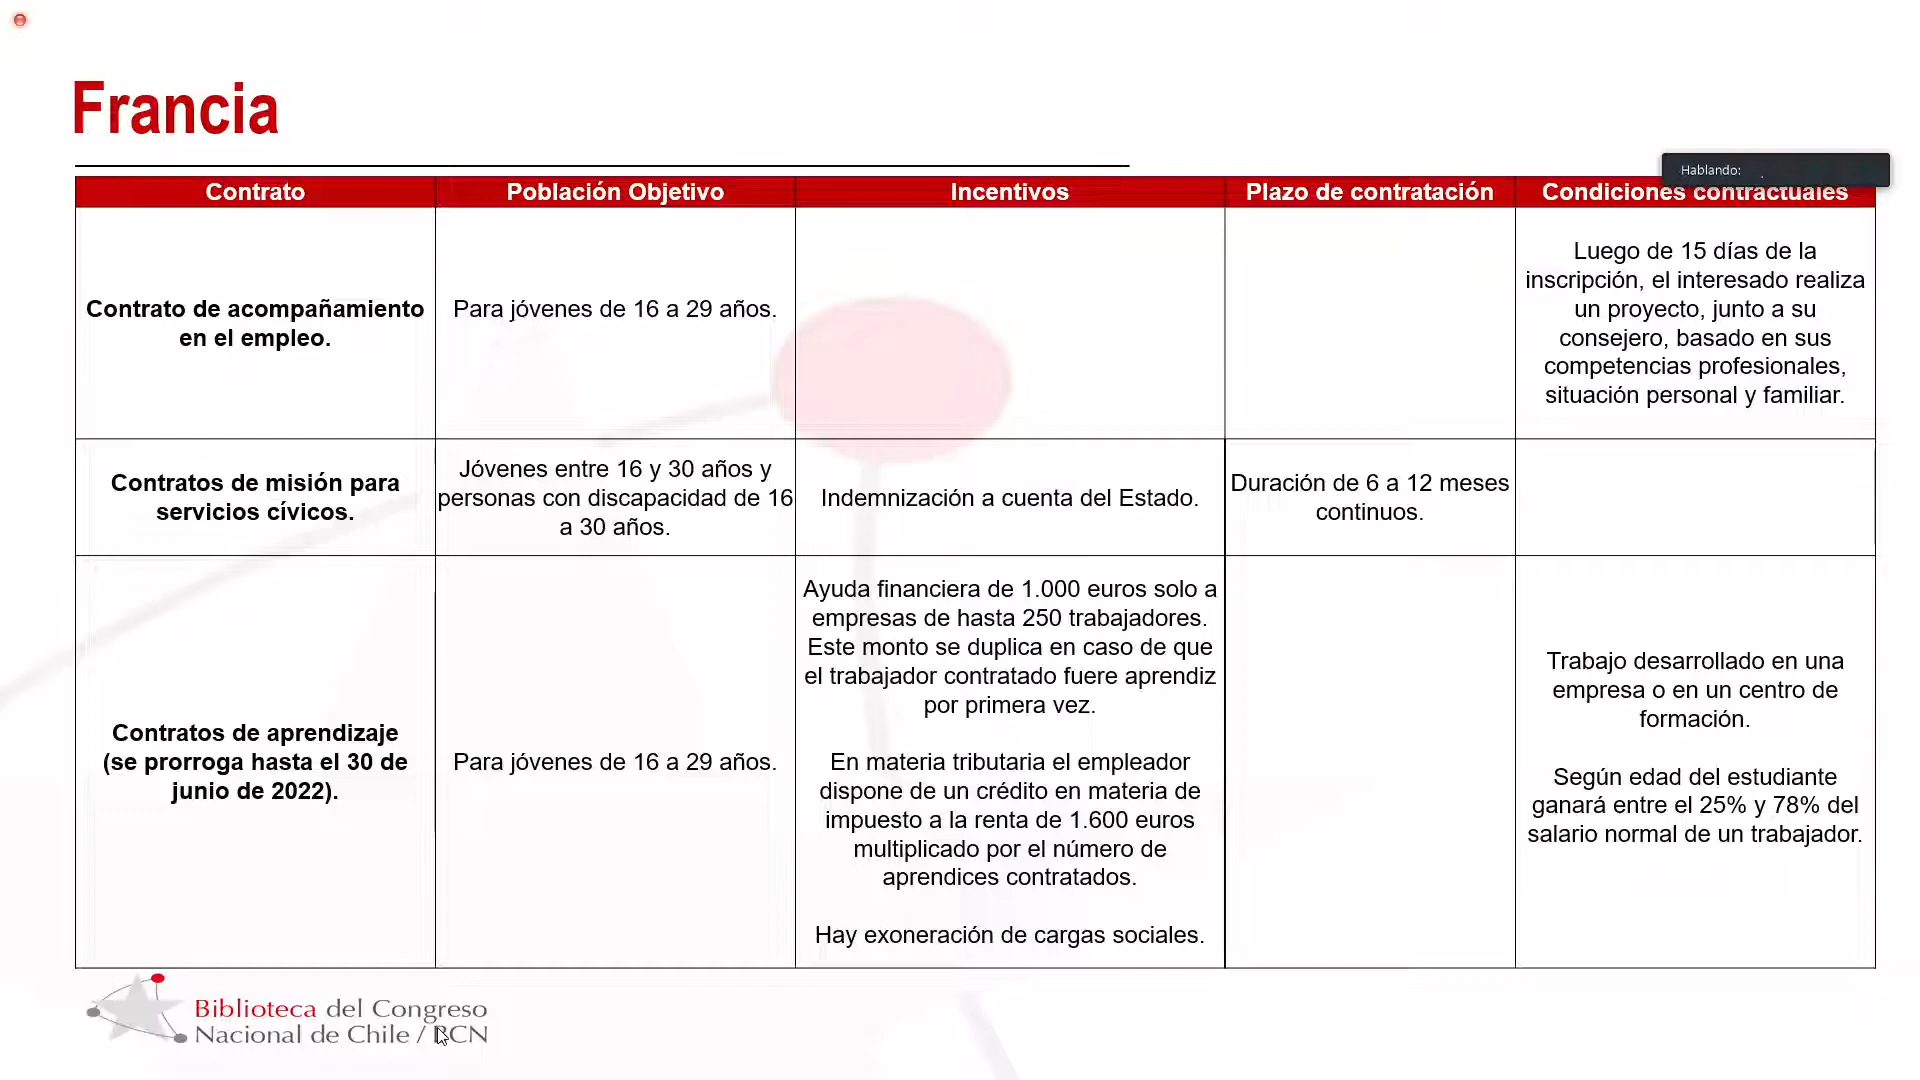 Francia
Hablando:
Contrato
Población Objetivo
Incentivos
Plazo de contratación
Condiciones contractuales
Contrato de acompañamiento
en el empleo.
Para jóvenes de 16 a 29 años.
Luego de 15 días de la
inscripción, el interesado realiza
un proyecto, junto a su
consejero, basado en sus
competencias profesionales,
situación personal y familiar.
Contratos de misión para
servicios cívicos.
Jóvenes entre 16 y 30 años y
personas con discapacidad de 16
a 30 años.
Indemnización a cuenta del Estado.
Duración de 6 a 12 meses
continuos.
Contratos de aprendizaje
(se prorroga hasta el 30 de
junio de 2022).
Para jóvenes de 16 a 29 años.
Ayuda financiera de 1.000 euros solo a
empresas de hasta 250 trabajadores.
Este monto se duplica en caso de que
el trabajador contratado fuere aprendiz
por primera vez.
En materia tributaria el empleador
dispone de un crédito en materia de
impuesto a la renta de 1.600 euros
multiplicado por el número de
aprendices contratados.
Hay exoneración de cargas sociales.
Trabajo desarrollado en una
empresa o en un centro de
formación.
Según edad del estudiante
ganará entre el 25% y 78% del
salario normal de un trabajador.
Biblioteca del Congreso
Nacional de Chile / BCN